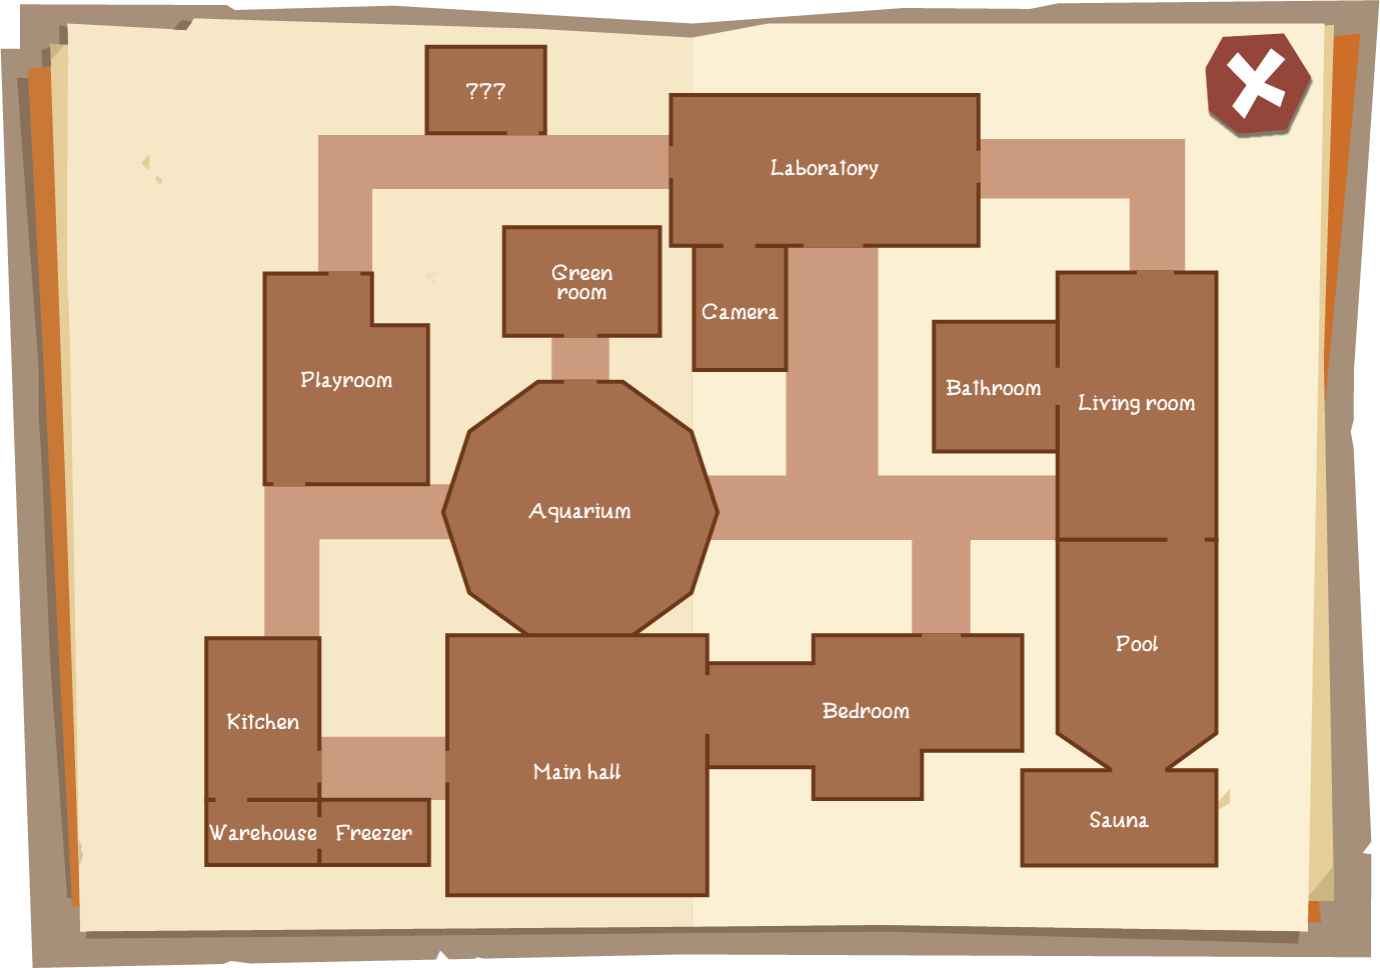 ???
Laboratory
Green
room
Camera
Playroom
Bathroom
Living room
Aquarium
Pool
Kitchen
Bedroom
Main hall
Warehouse
Freezer
Sauna